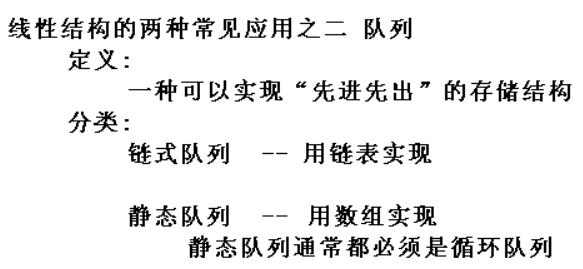 线性结构的两种常见应用之二 队列
定义：
一种可以实现“先进先出”的存储结构
分类：
链式队列 -- 用链表实现
静态队列 -- 用数组实现
静态队列通常都必须是循环队列